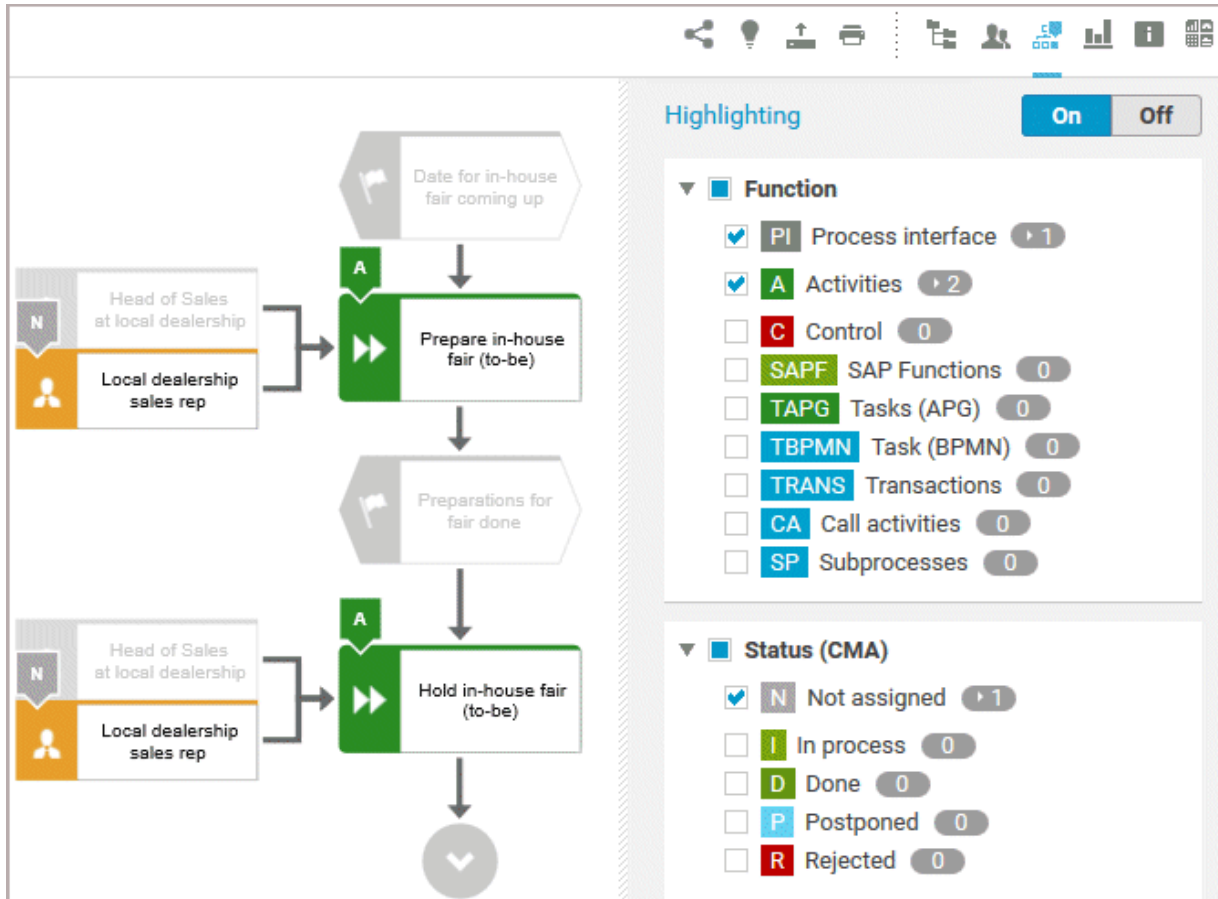 Date for in-house
fair coming up
A
Head of Sales
at local dealership
N
Local dealership
sales rep
Prepare in-house
fair (to-be)
Preparations for
fair done
A
Head of Sales
at local dealership
N
Local dealership
sales rep
Hold in-house fair
(to-be)
Highlighting
On Off
Function
PI Process interface 1
A Activities 2
C Control 0
SAPF SAP Functions 0
TAPG Tasks (APG) 0
TBPMN Task (BPMN) 0
TRANS Transactions 0
CA Call activities 0
SP Subprocesses 0
Status (CMA)
N Not assigned 1
I In process 0
D Done 0
P Postponed 0
R Rejected 0